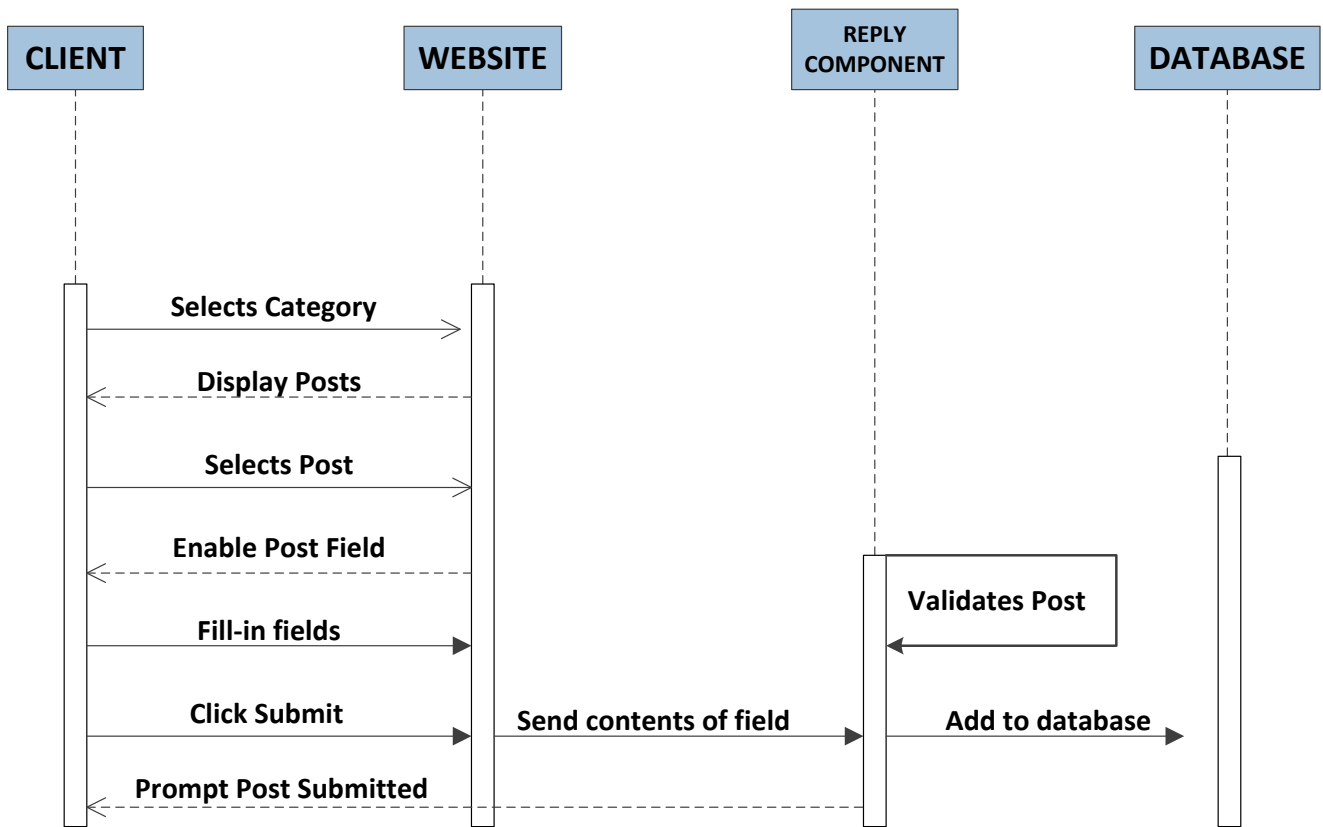 CLIENT
WEBSITE
REPLY
COMPONENT
DATABASE
Selects Category
Display Posts
Selects Post
Enable Post Field
Validates Post
Fill-in fields
Click Submit
Send contents of field
Add to database
Prompt Post Submitted